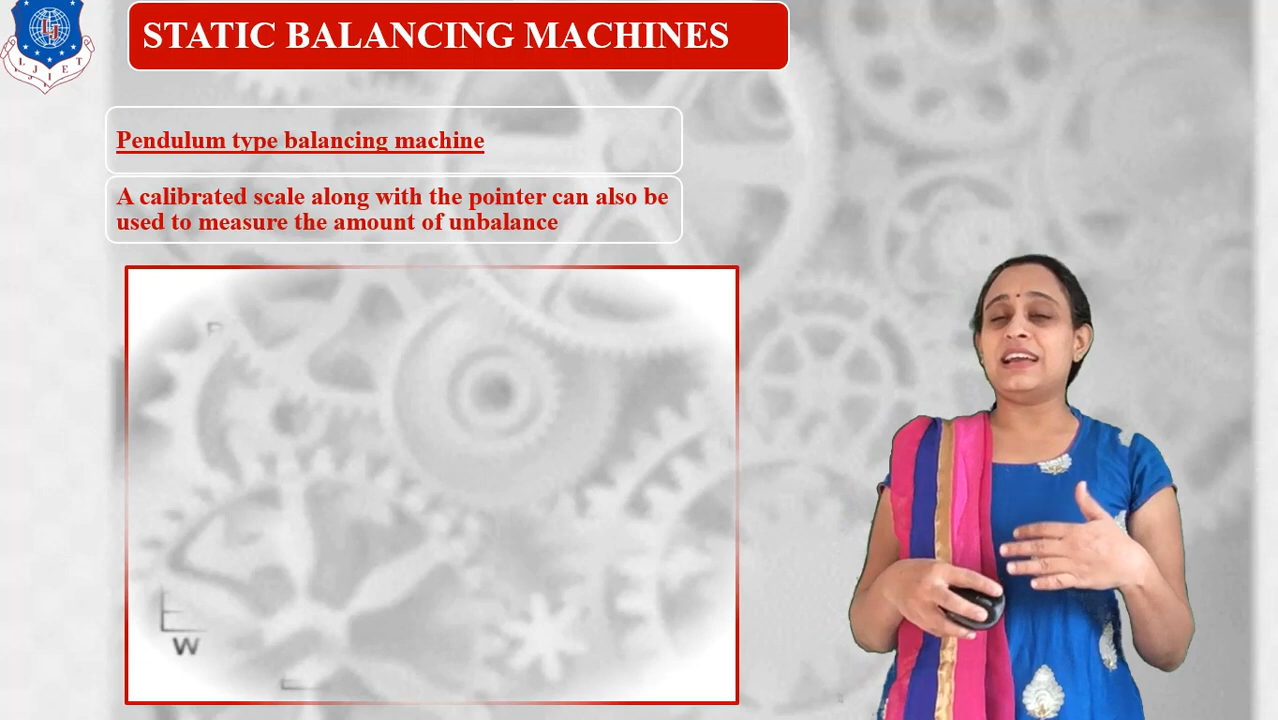 STATIC BALANCING MACHINES
LJIET
Pendulum type balancing machine
A calibrated scale along with the pointer can also be
used to measure the amount of unbalance
W